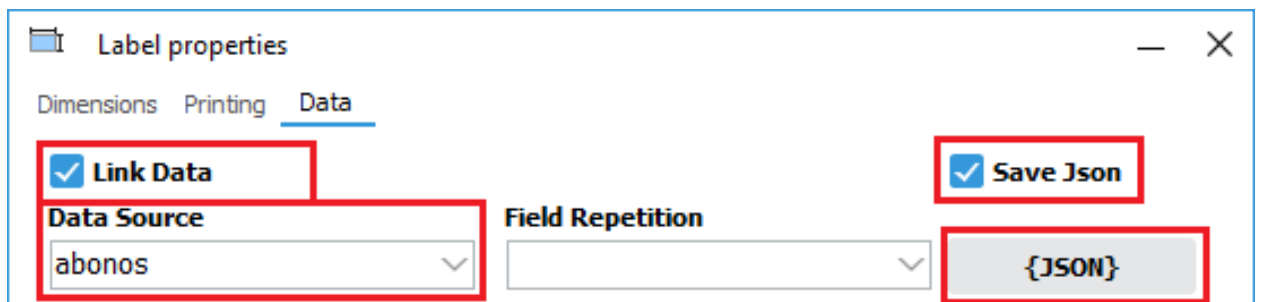 Label properties
Dimensions Printing Data
Link Data Save Json
Data Source Field Repetition
abonos {JSON}